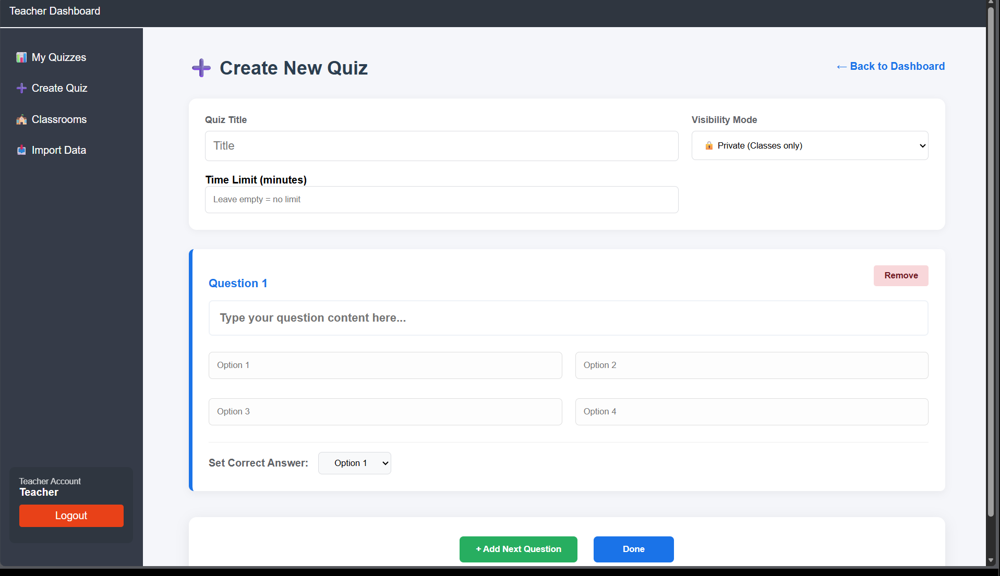 Teacher Dashboard
My Quizzes
Create Quiz
Classrooms
Import Data
Teacher Account
Teacher
Logout
Create New Quiz
← Back to Dashboard
Quiz Title
Title
Visibility Mode
Private (Classes only)
Time Limit (minutes)
Leave empty = no limit
Question 1
Remove
Type your question content here...
Option 1
Option 2
Option 3
Option 4
Set Correct Answer:
Option 1
+ Add Next Question
Done